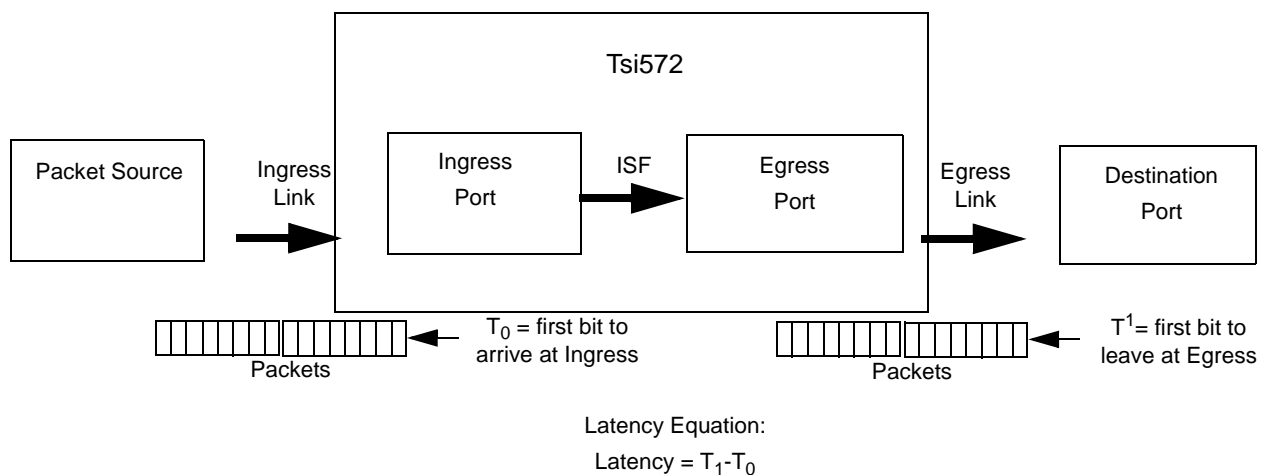 Tsi572
Packet Source
Ingress
Link
Ingress
Port
ISF
Egress
Port
Egress
Link
Destination
Port
T0 = first bit to
arrive at Ingress
Packets
T1= first bit to
leave at Egress
Packets
Latency Equation:
Latency = T1-T0